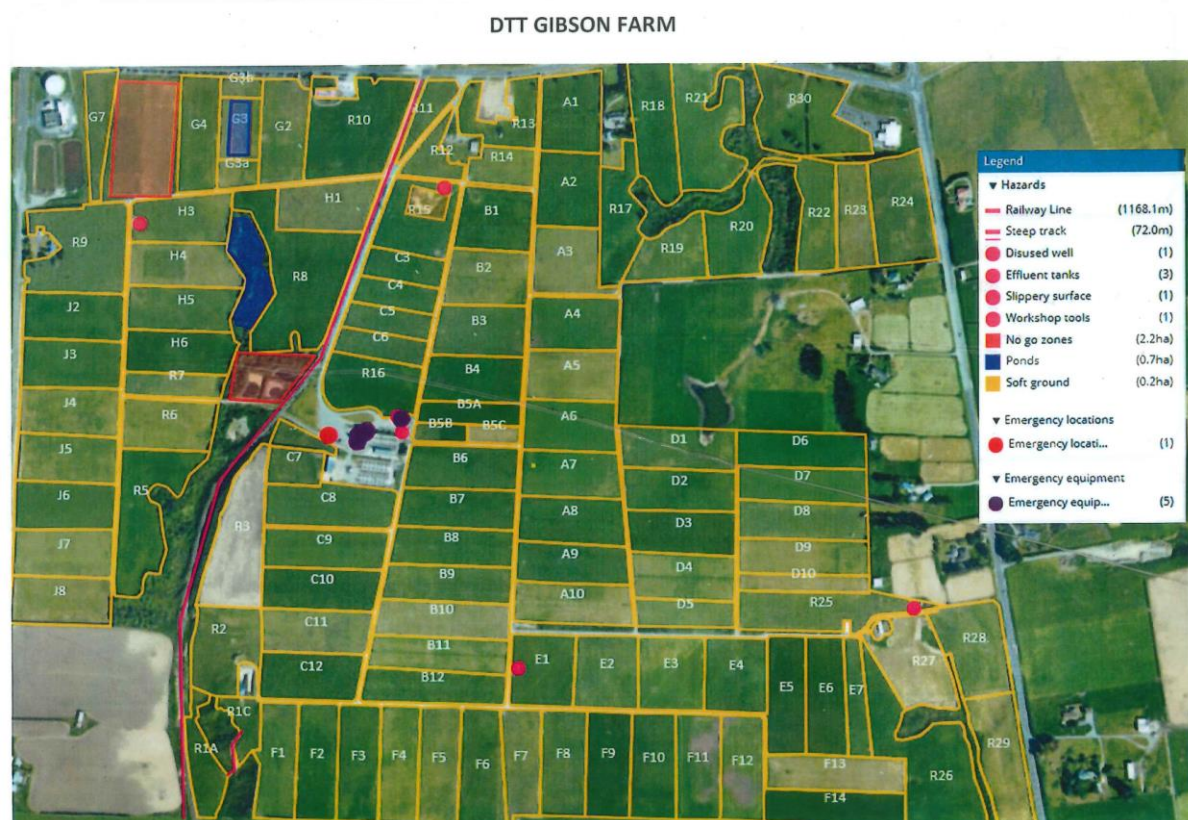 DTT GIBSON FARM
G7
G4
G3b
G3
G3a
G2
R10
R11
R12
R13
R14
A1
R18
R21
R30
R9
H3
H1
R15
B1
A2
R17
R19
R20
R22
R23
R24
H4
R8
C3
B2
A3
J2
H5
C4
C5
B3
A4
J3
H6
C6
R7
R16
B4
A5
J4
R6
B5A
B5B
B5C
A6
D1
D6
J5
R5
C7
B6
A7
D2
D7
J6
R3
C8
B7
A8
D3
D8
J7
C9
B8
A9
D4
D9
J8
C10
B9
A10
D5
D10
R2
C11
B10
R25
C12
B11
B12
E1
E2
E3
E4
E5
E6
E7
R27
R28
R1C
R1A
F1
F2
F3
F4
F5
F6
F7
F8
F9
F10
F11
F12
F13
F14
R26
R29
Legend
▼ Hazards
Railway Line (1168.1m)
Steep track (72.0m)
Disused well (1)
Effluent tanks (3)
Slippery surface (1)
Workshop tools (1)
No go zones (2.2ha)
Ponds (0.7ha)
Soft ground (0.2ha)
▼ Emergency locations
Emergency locati... (1)
▼ Emergency equipment
Emergency equip... (5)